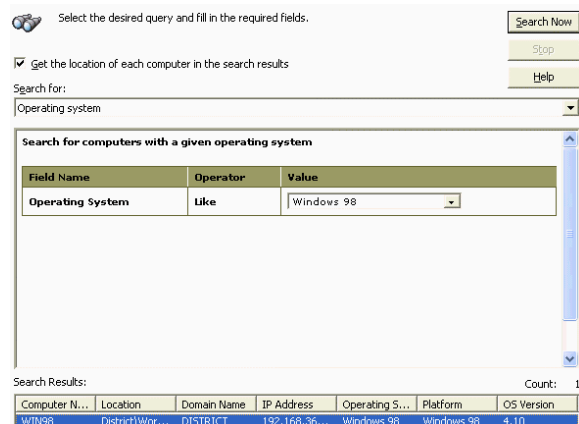 Select the desired query and fill in the required fields.
Search Now
Stop
Get the location of each computer in the search results
Help
Search for:
Operating system
Search for computers with a given operating system
Field Name Operator Value
Operating System Like Windows 98
Search Results: Count: 1
Computer N... Location Domain Name IP Address Operating S... Platform OS Version
WIN98 District\Wor... DISTRICT 192.168.36... Windows 98 Windows 98 4.10